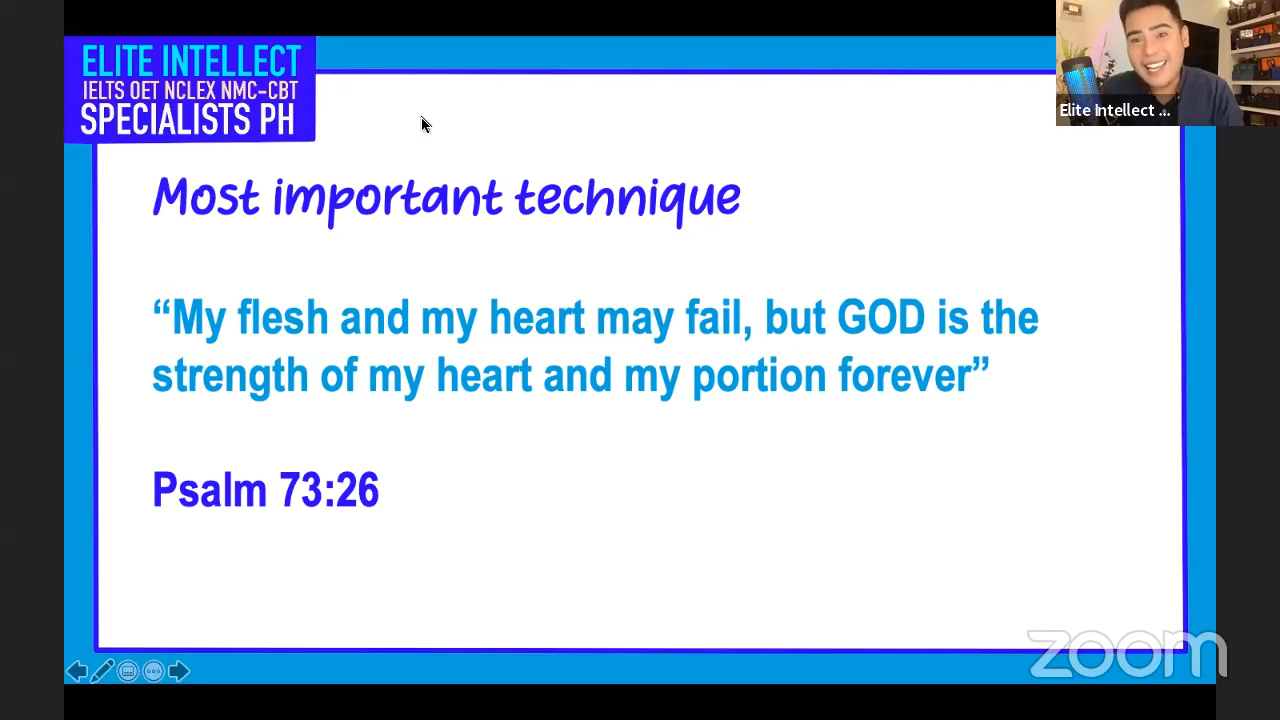 ELITE INTELLECT
IELTS OET NCLEX NMC-CBT
SPECIALISTS PH
Elite Intellect ...
Most important technique
“My flesh and my heart may fail, but GOD is the
strength of my heart and my portion forever”
Psalm 73:26
zoom